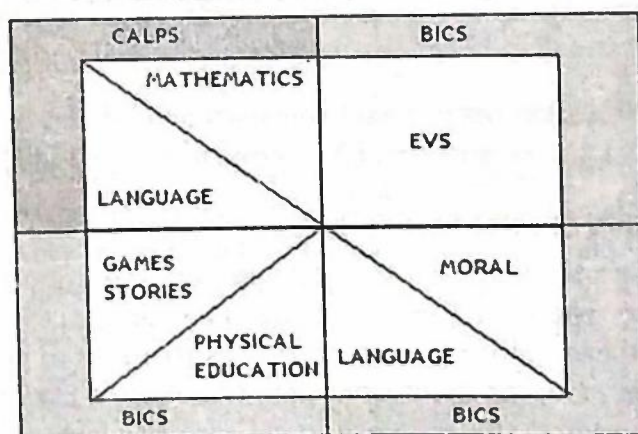 CALPS BICS
MATHEMATICS
EVS
LANGUAGE
GAMES
STORIES
MORAL
PHYSICAL
EDUCATION
LANGUAGE
BICS BICS